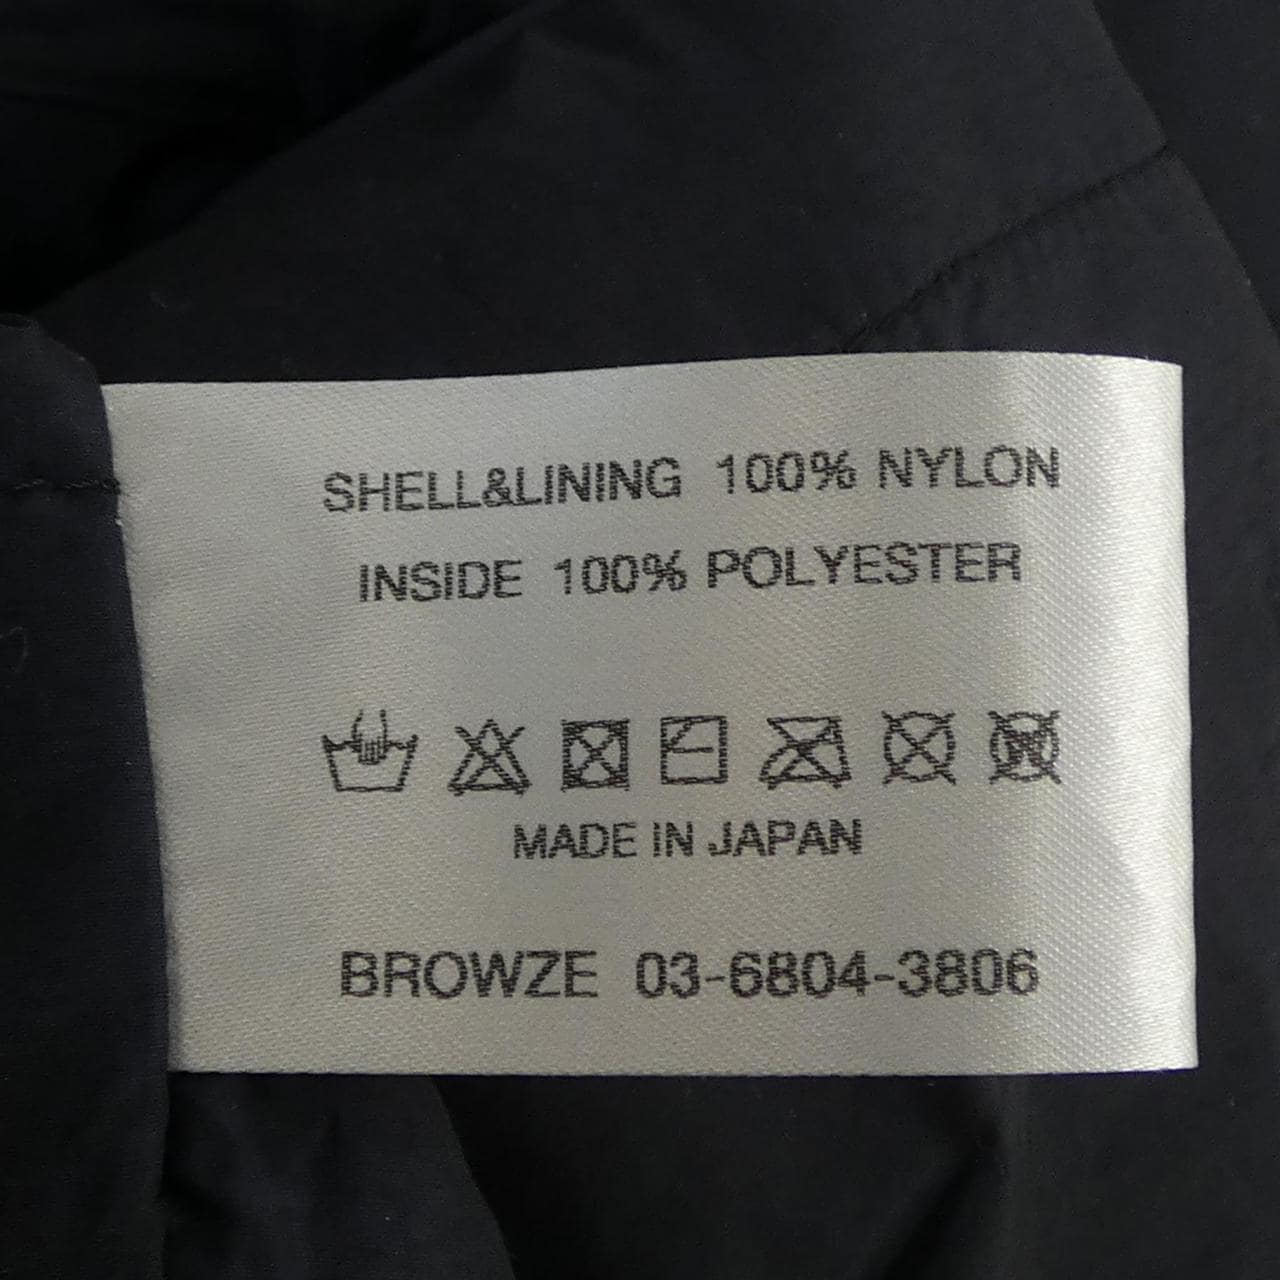 SHELL&LINING 100% NYLON
INSIDE 100% POLYESTER
MADE IN JAPAN
BROWZE 03-6804-3806